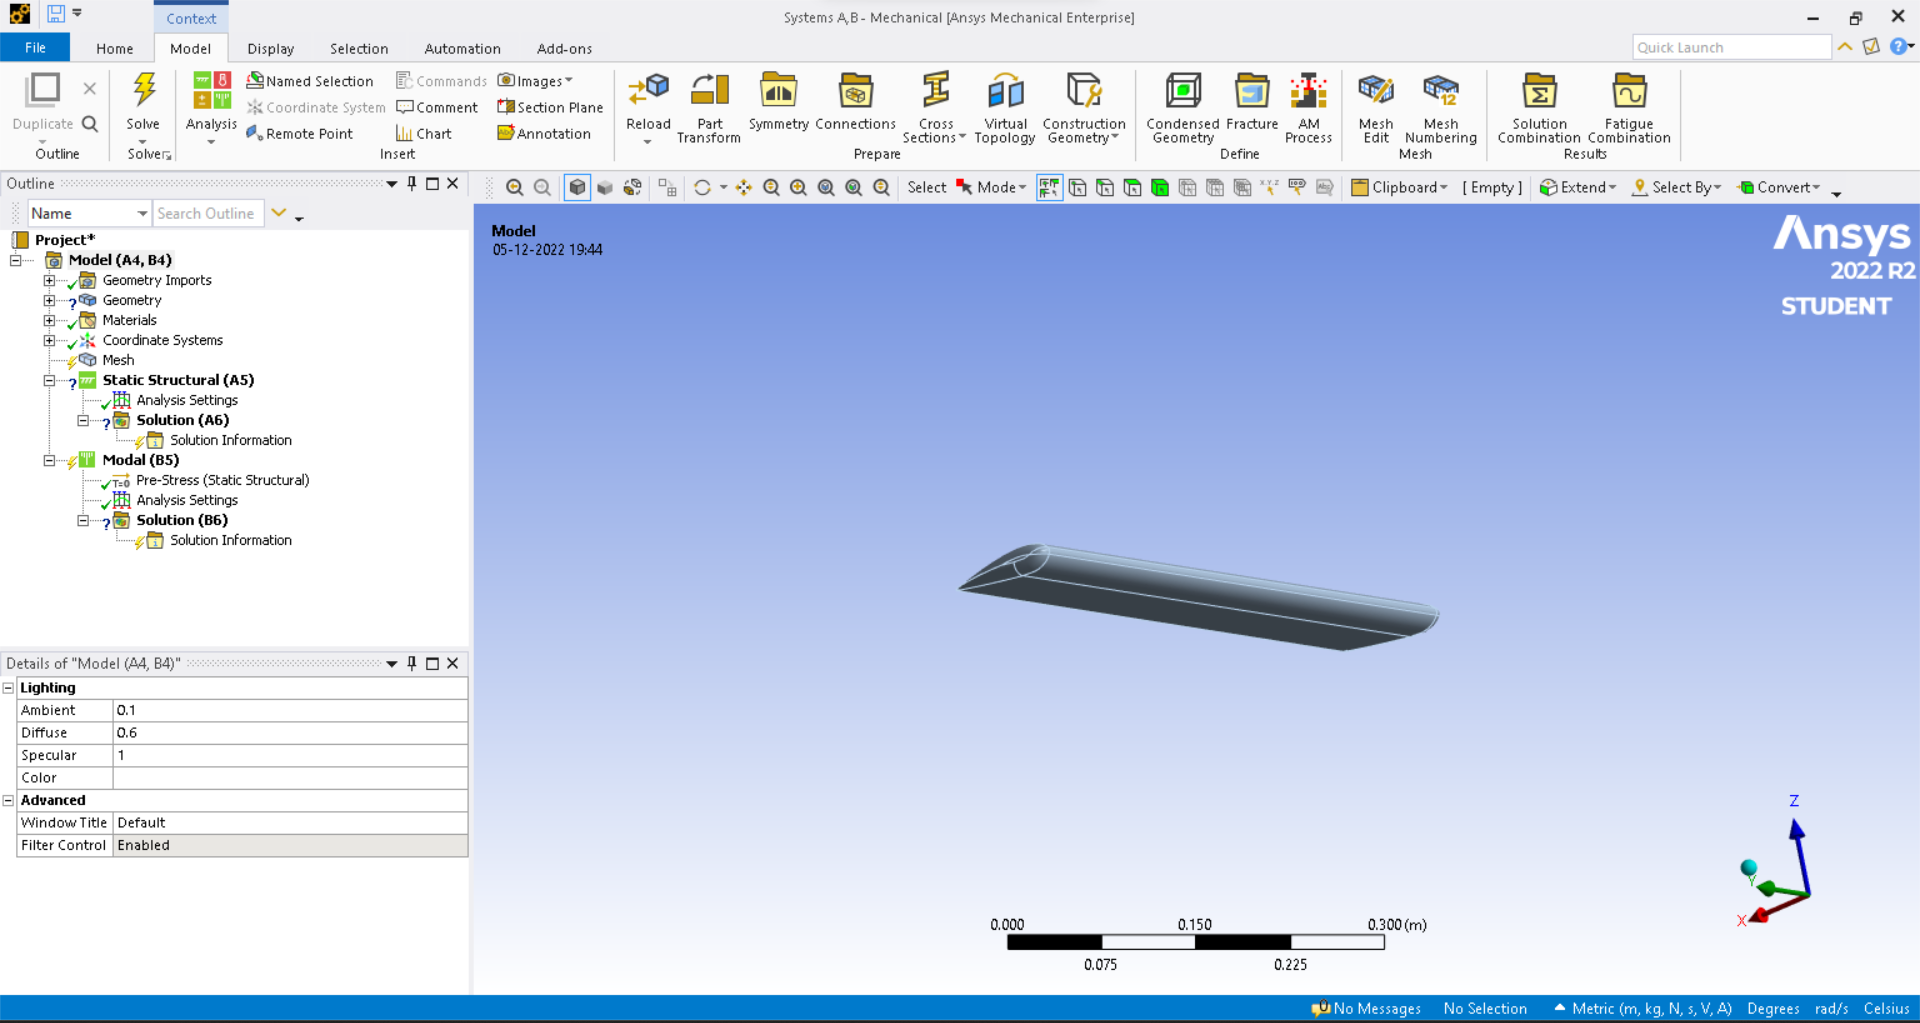 Context
Systems A,B - Mechanical [Ansys Mechanical Enterprise]
File Home Model Display Selection Automation Add-ons
Quick Launch
Duplicate
Outline
Solve
Solver
Analysis
Named Selection
Coordinate System
Remote Point
Commands
Comment
Chart
Images
Section Plane
Annotation
Insert
Reload
Part
Transform
Symmetry
Connections
Cross
Sections
Virtual
Topology
Construction
Geometry
Prepare
Condensed
Geometry
Fracture
AM
Process
Define
Mesh
Edit
Mesh
Numbering
12
Mesh
Solution
Combination
Fatigue
Combination
Results
Outline
Select Mode Clipboard [ Empty ] Extend Select By Convert
Name Search Outline
Project*
Model (A4, B4)
Geometry Imports
Geometry
Materials
Coordinate Systems
Mesh
Static Structural (A5)
Analysis Settings
Solution (A6)
Solution Information
Modal (B5)
T=0 Pre-Stress (Static Structural)
Analysis Settings
Solution (B6)
Solution Information
Details of "Model (A4, B4)"
Lighting
Ambient 0.1
Diffuse 0.6
Specular 1
Color
Advanced
Window Title Default
Filter Control Enabled
Model
05-12-2022 19:44
Ansys
2022 R2
STUDENT
Z
Y
X
0.000 0.150 0.300 (m)
0.075 0.225
No Messages No Selection Metric (m, kg, N, s, V, A) Degrees rad/s Celsius